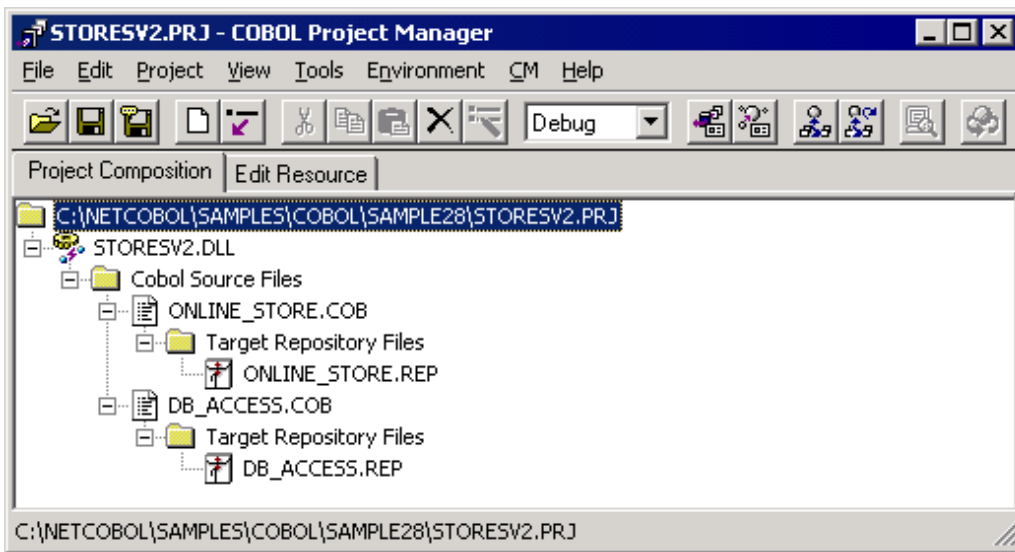 STORESV2.PRJ - COBOL Project Manager
File Edit Project View Tools Environment CM Help
Debug
Project Composition Edit Resource
C:\NETCOBOL\SAMPLES\COBOL\SAMPLE28\STORESV2.PRJ
STORESV2.DLL
Cobol Source Files
ONLINE_STORE.COB
Target Repository Files
ONLINE_STORE.REP
DB_ACCESS.COB
Target Repository Files
DB_ACCESS.REP
C:\NETCOBOL\SAMPLES\COBOL\SAMPLE28\STORESV2.PRJ